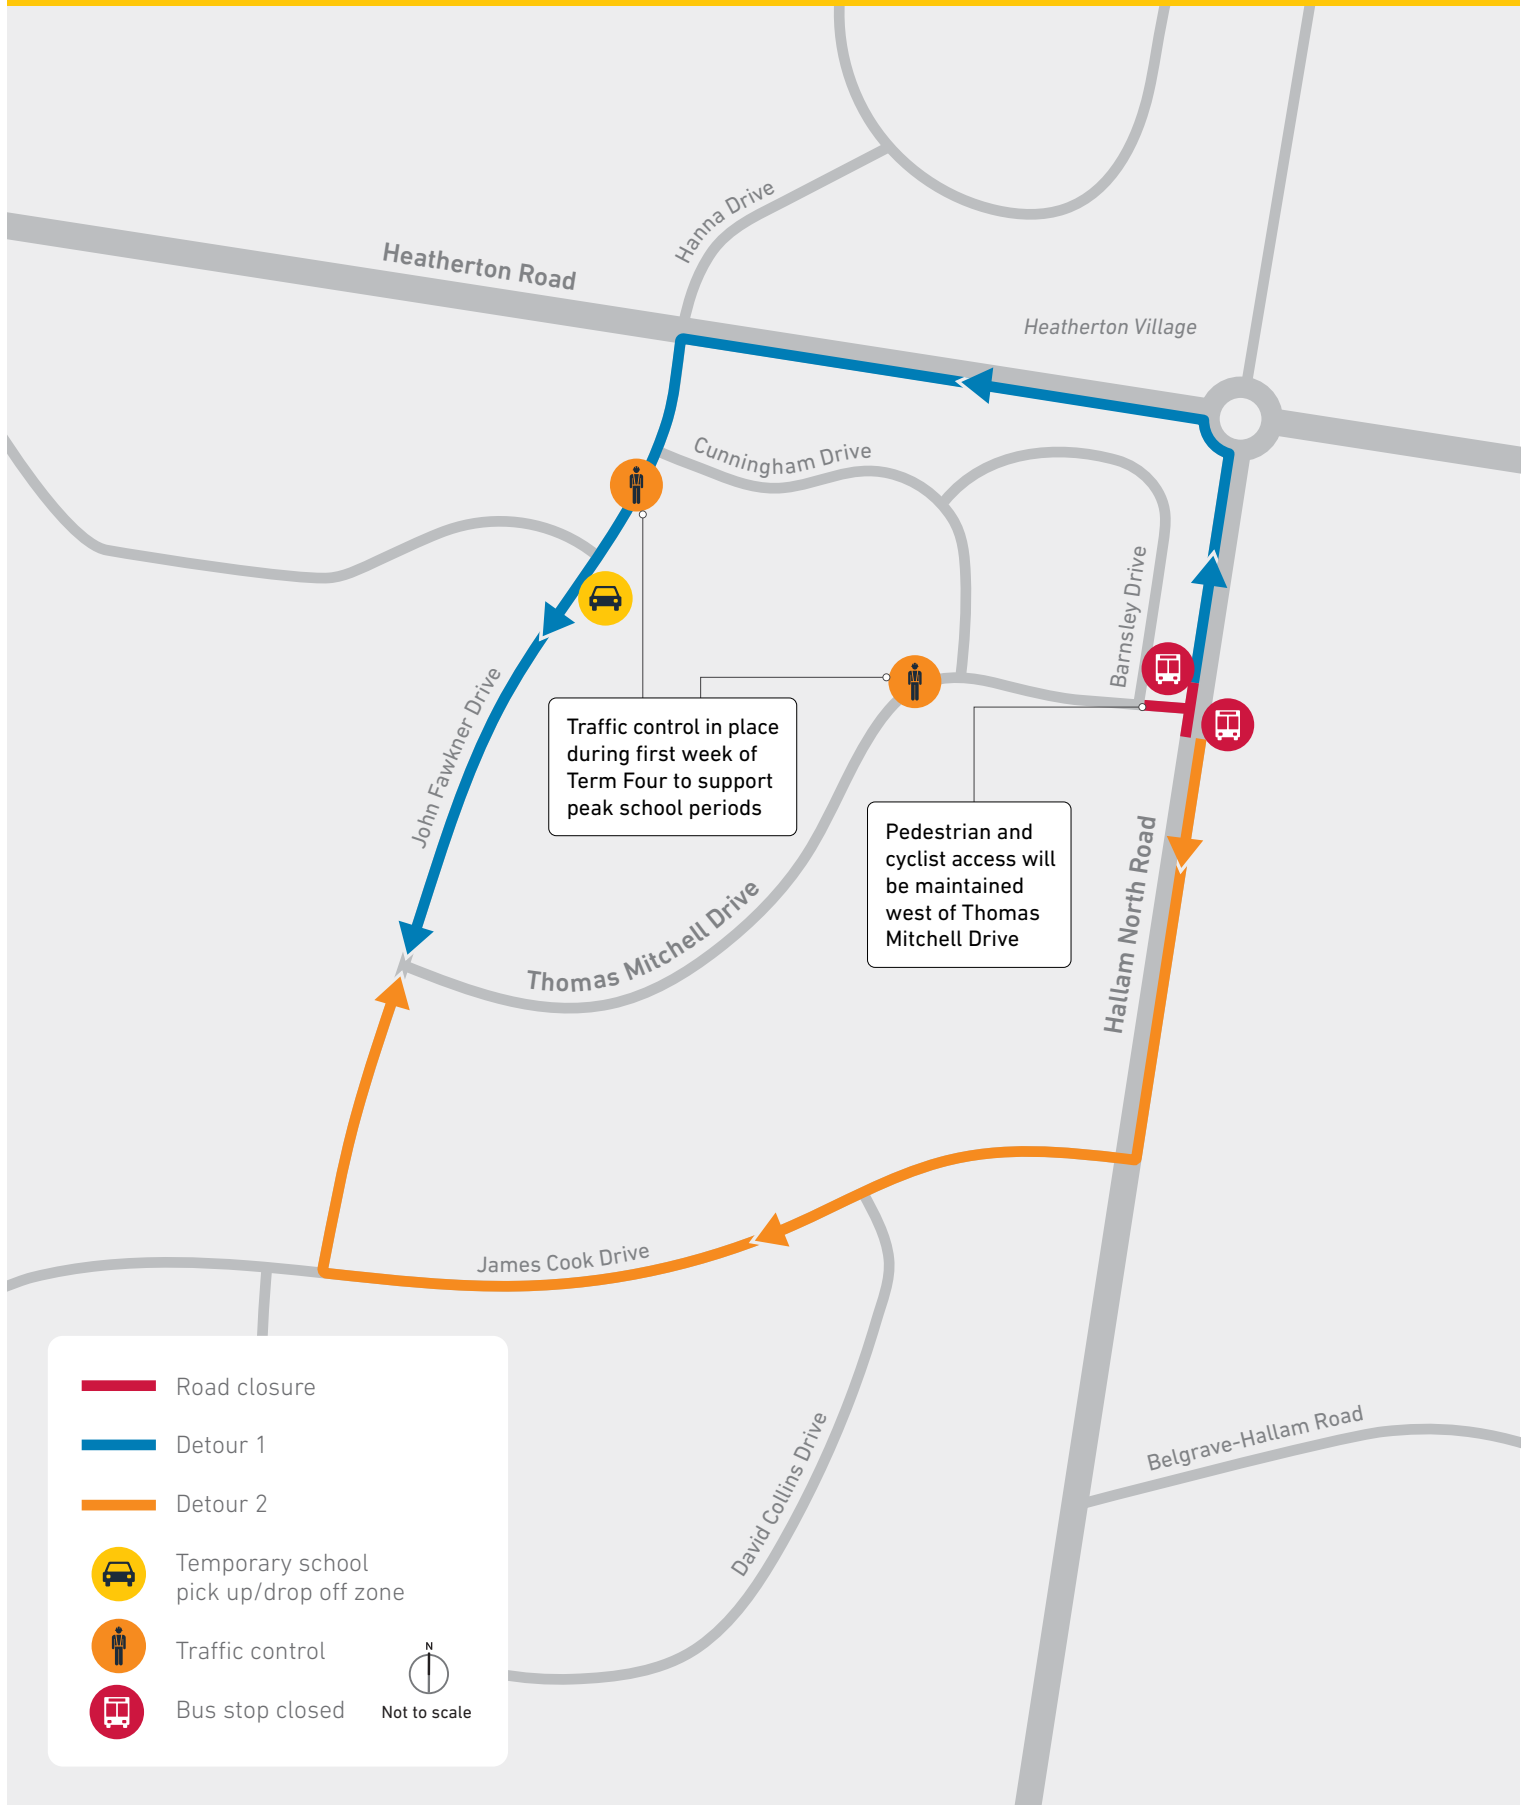 Hanna Drive
Heatherton Road
Heatherton Village
Cunningham Drive
Barnsley Drive
John Fawkner Drive
Traffic control in place
during first week of
Term Four to support
peak school periods
Pedestrian and
cyclist access will
be maintained
west of Thomas
Mitchell Drive
Thomas Mitchell Drive
Hallam North Road
James Cook Drive
David Collins Drive
Belgrave-Hallam Road
Road closure
Detour 1
Detour 2
Temporary school
pick up/drop off zone
Traffic control
Bus stop closed
N
Not to scale